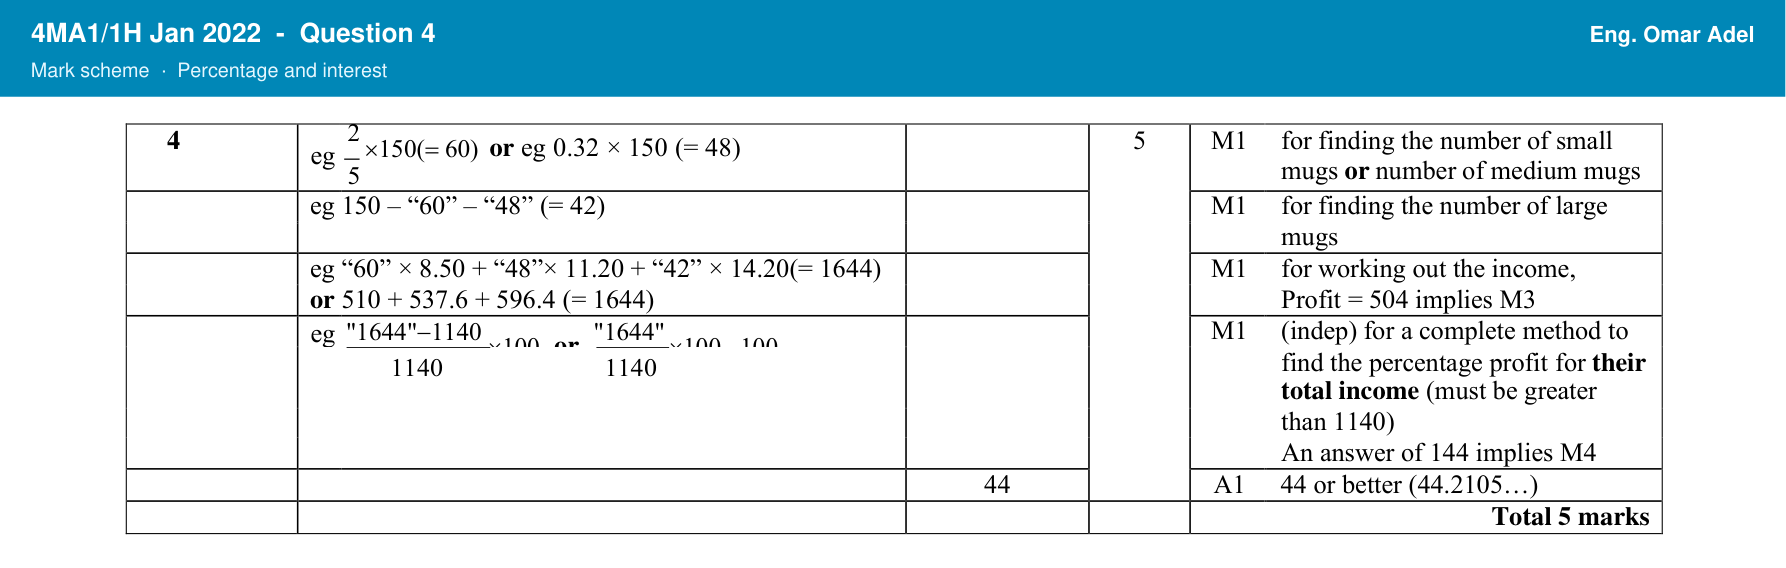 4MA1/1H Jan 2022 - Question 4
Eng. Omar Adel
Mark scheme · Percentage and interest
4
eg 2/5 ×150(= 60) or eg 0.32 × 150 (= 48)
5
M1 for finding the number of small
mugs or number of medium mugs
eg 150 – “60” – “48” (= 42)
M1 for finding the number of large
mugs
eg “60” × 8.50 + “48”× 11.20 + “42” × 14.20(= 1644)
or 510 + 537.6 + 596.4 (= 1644)
M1 for working out the income,
Profit = 504 implies M3
eg "1644"–1140 / 1140 ×100 or "1644" / 1140 ×100 – 100
M1 (indep) for a complete method to
find the percentage profit for their
total income (must be greater
than 1140)
An answer of 144 implies M4
44
A1 44 or better (44.2105…)
Total 5 marks